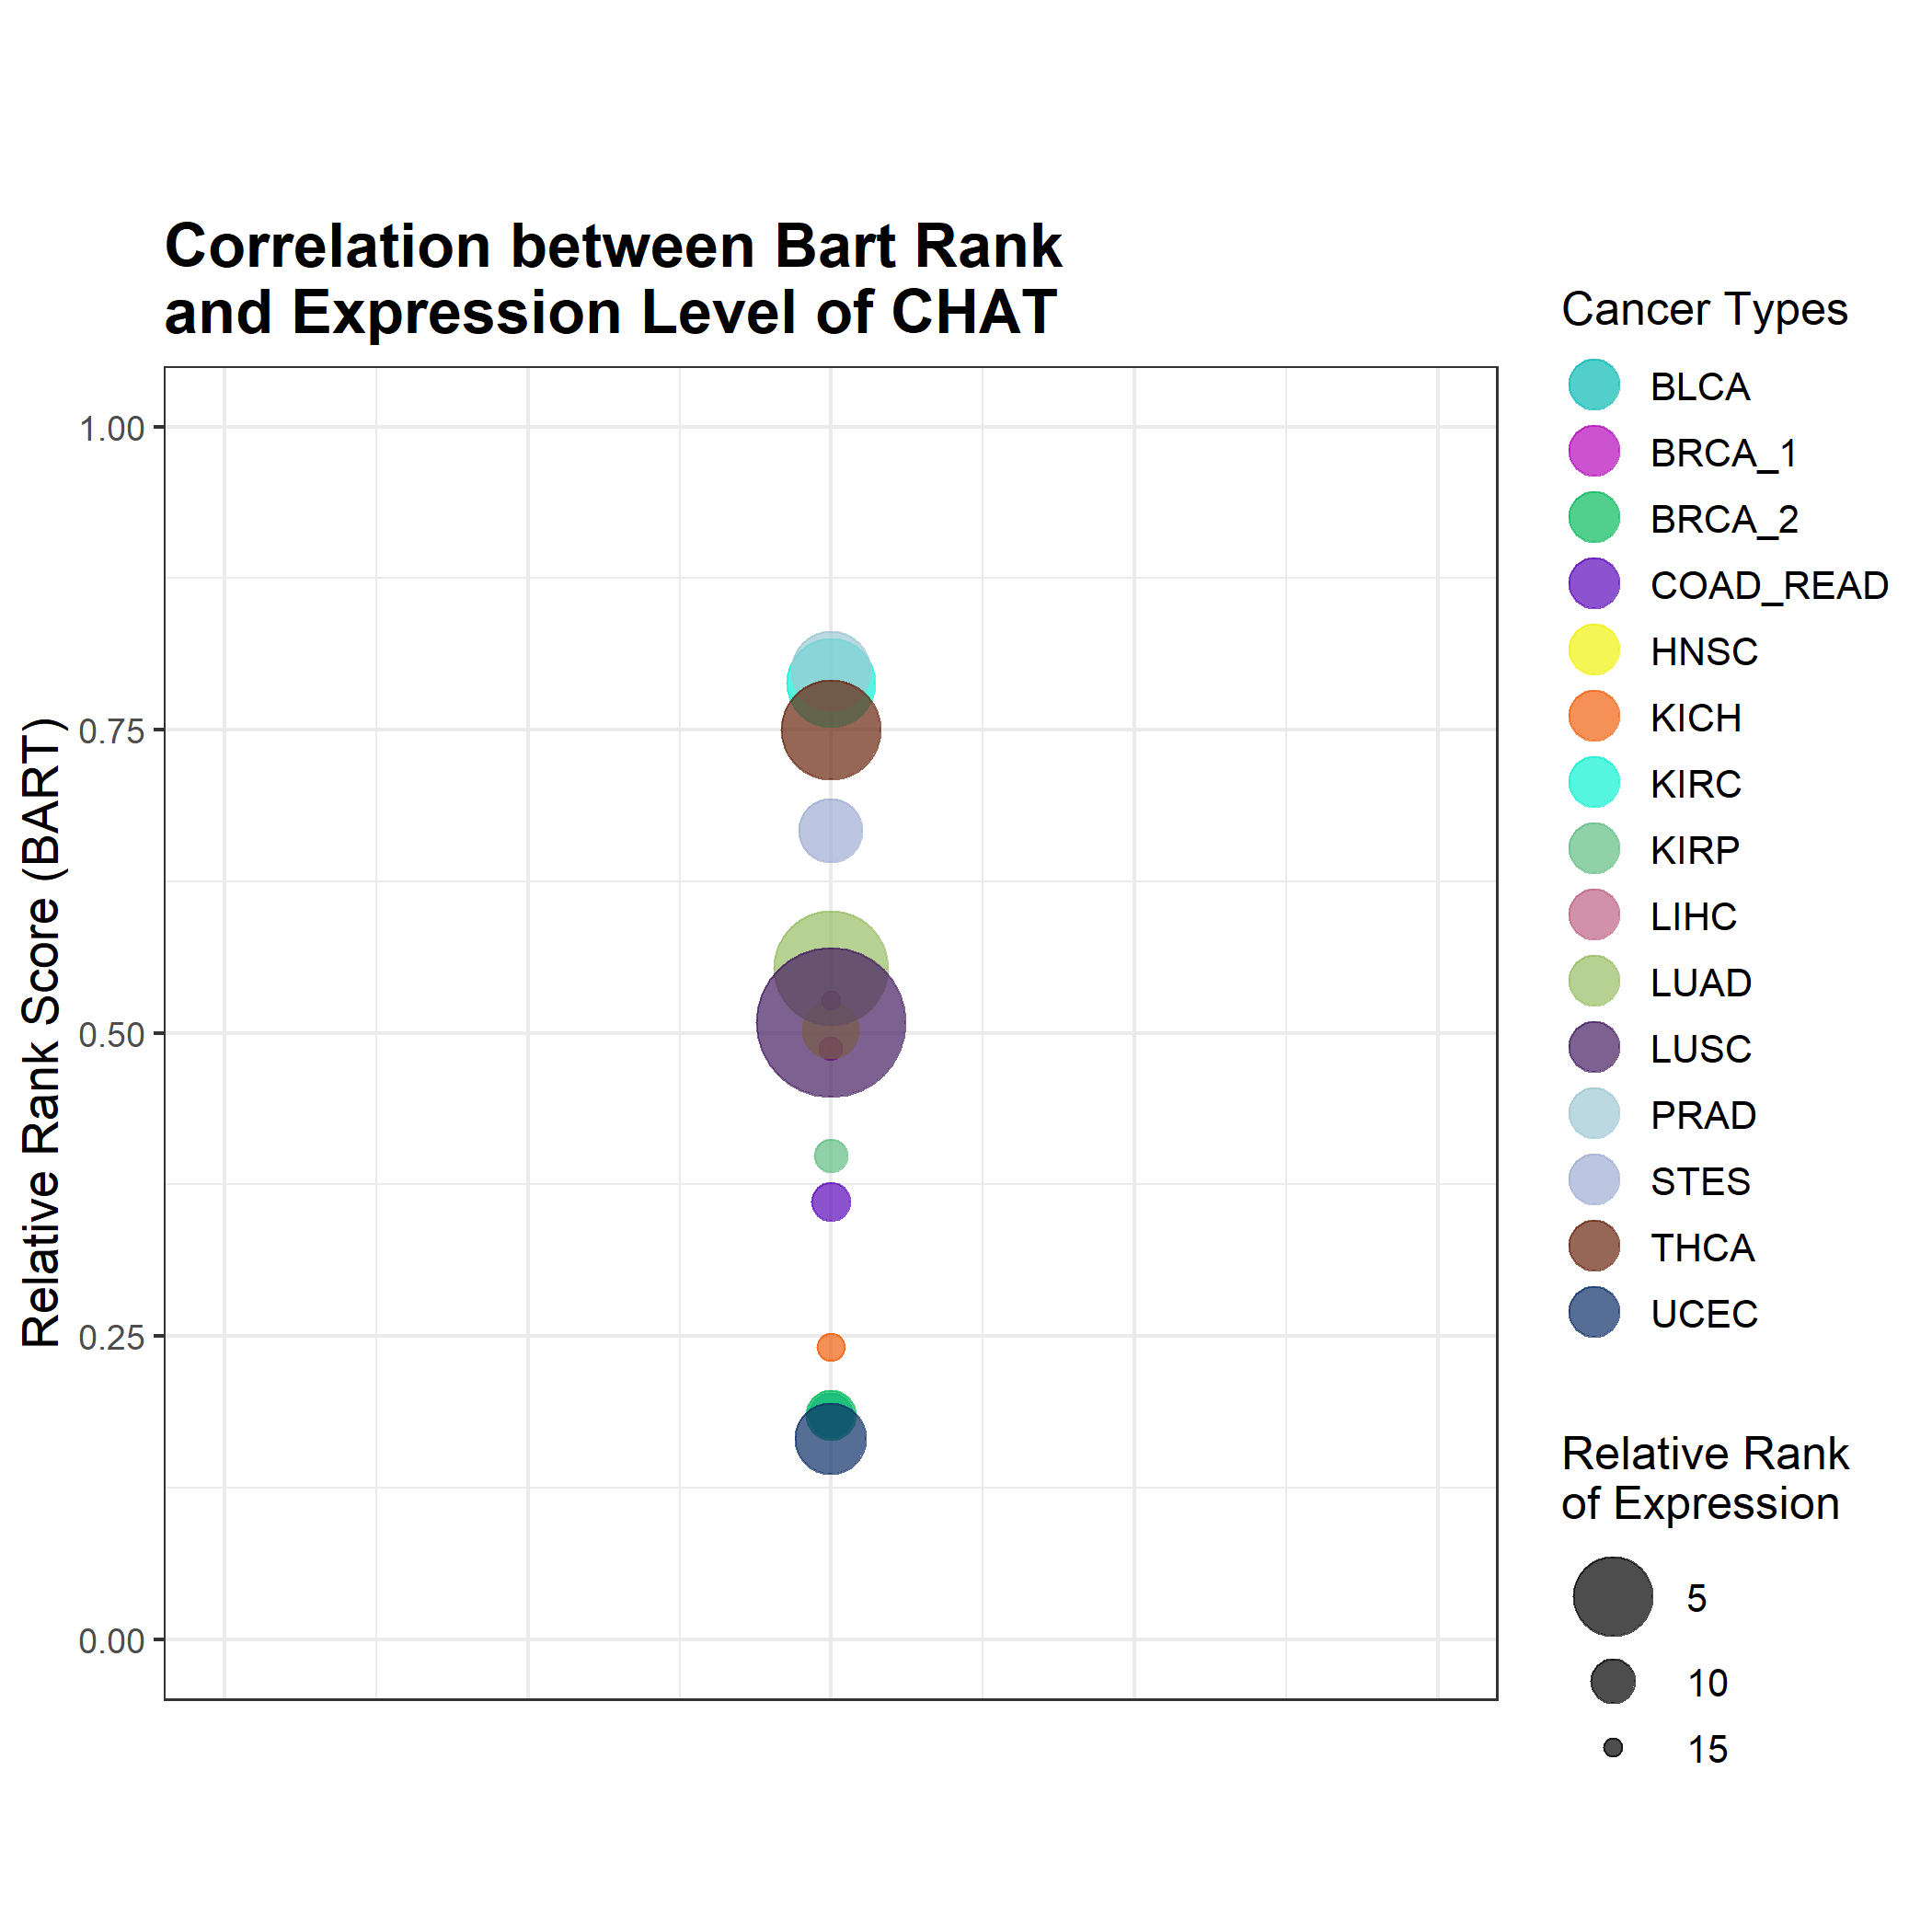 Correlation between Bart Rank
and Expression Level of CHAT
Relative Rank Score (BART)
1.00
0.75
0.50
0.25
0.00
Cancer Types
BLCA
BRCA_1
BRCA_2
COAD_READ
HNSC
KICH
KIRC
KIRP
LIHC
LUAD
LUSC
PRAD
STES
THCA
UCEC
Relative Rank
of Expression
5
10
15